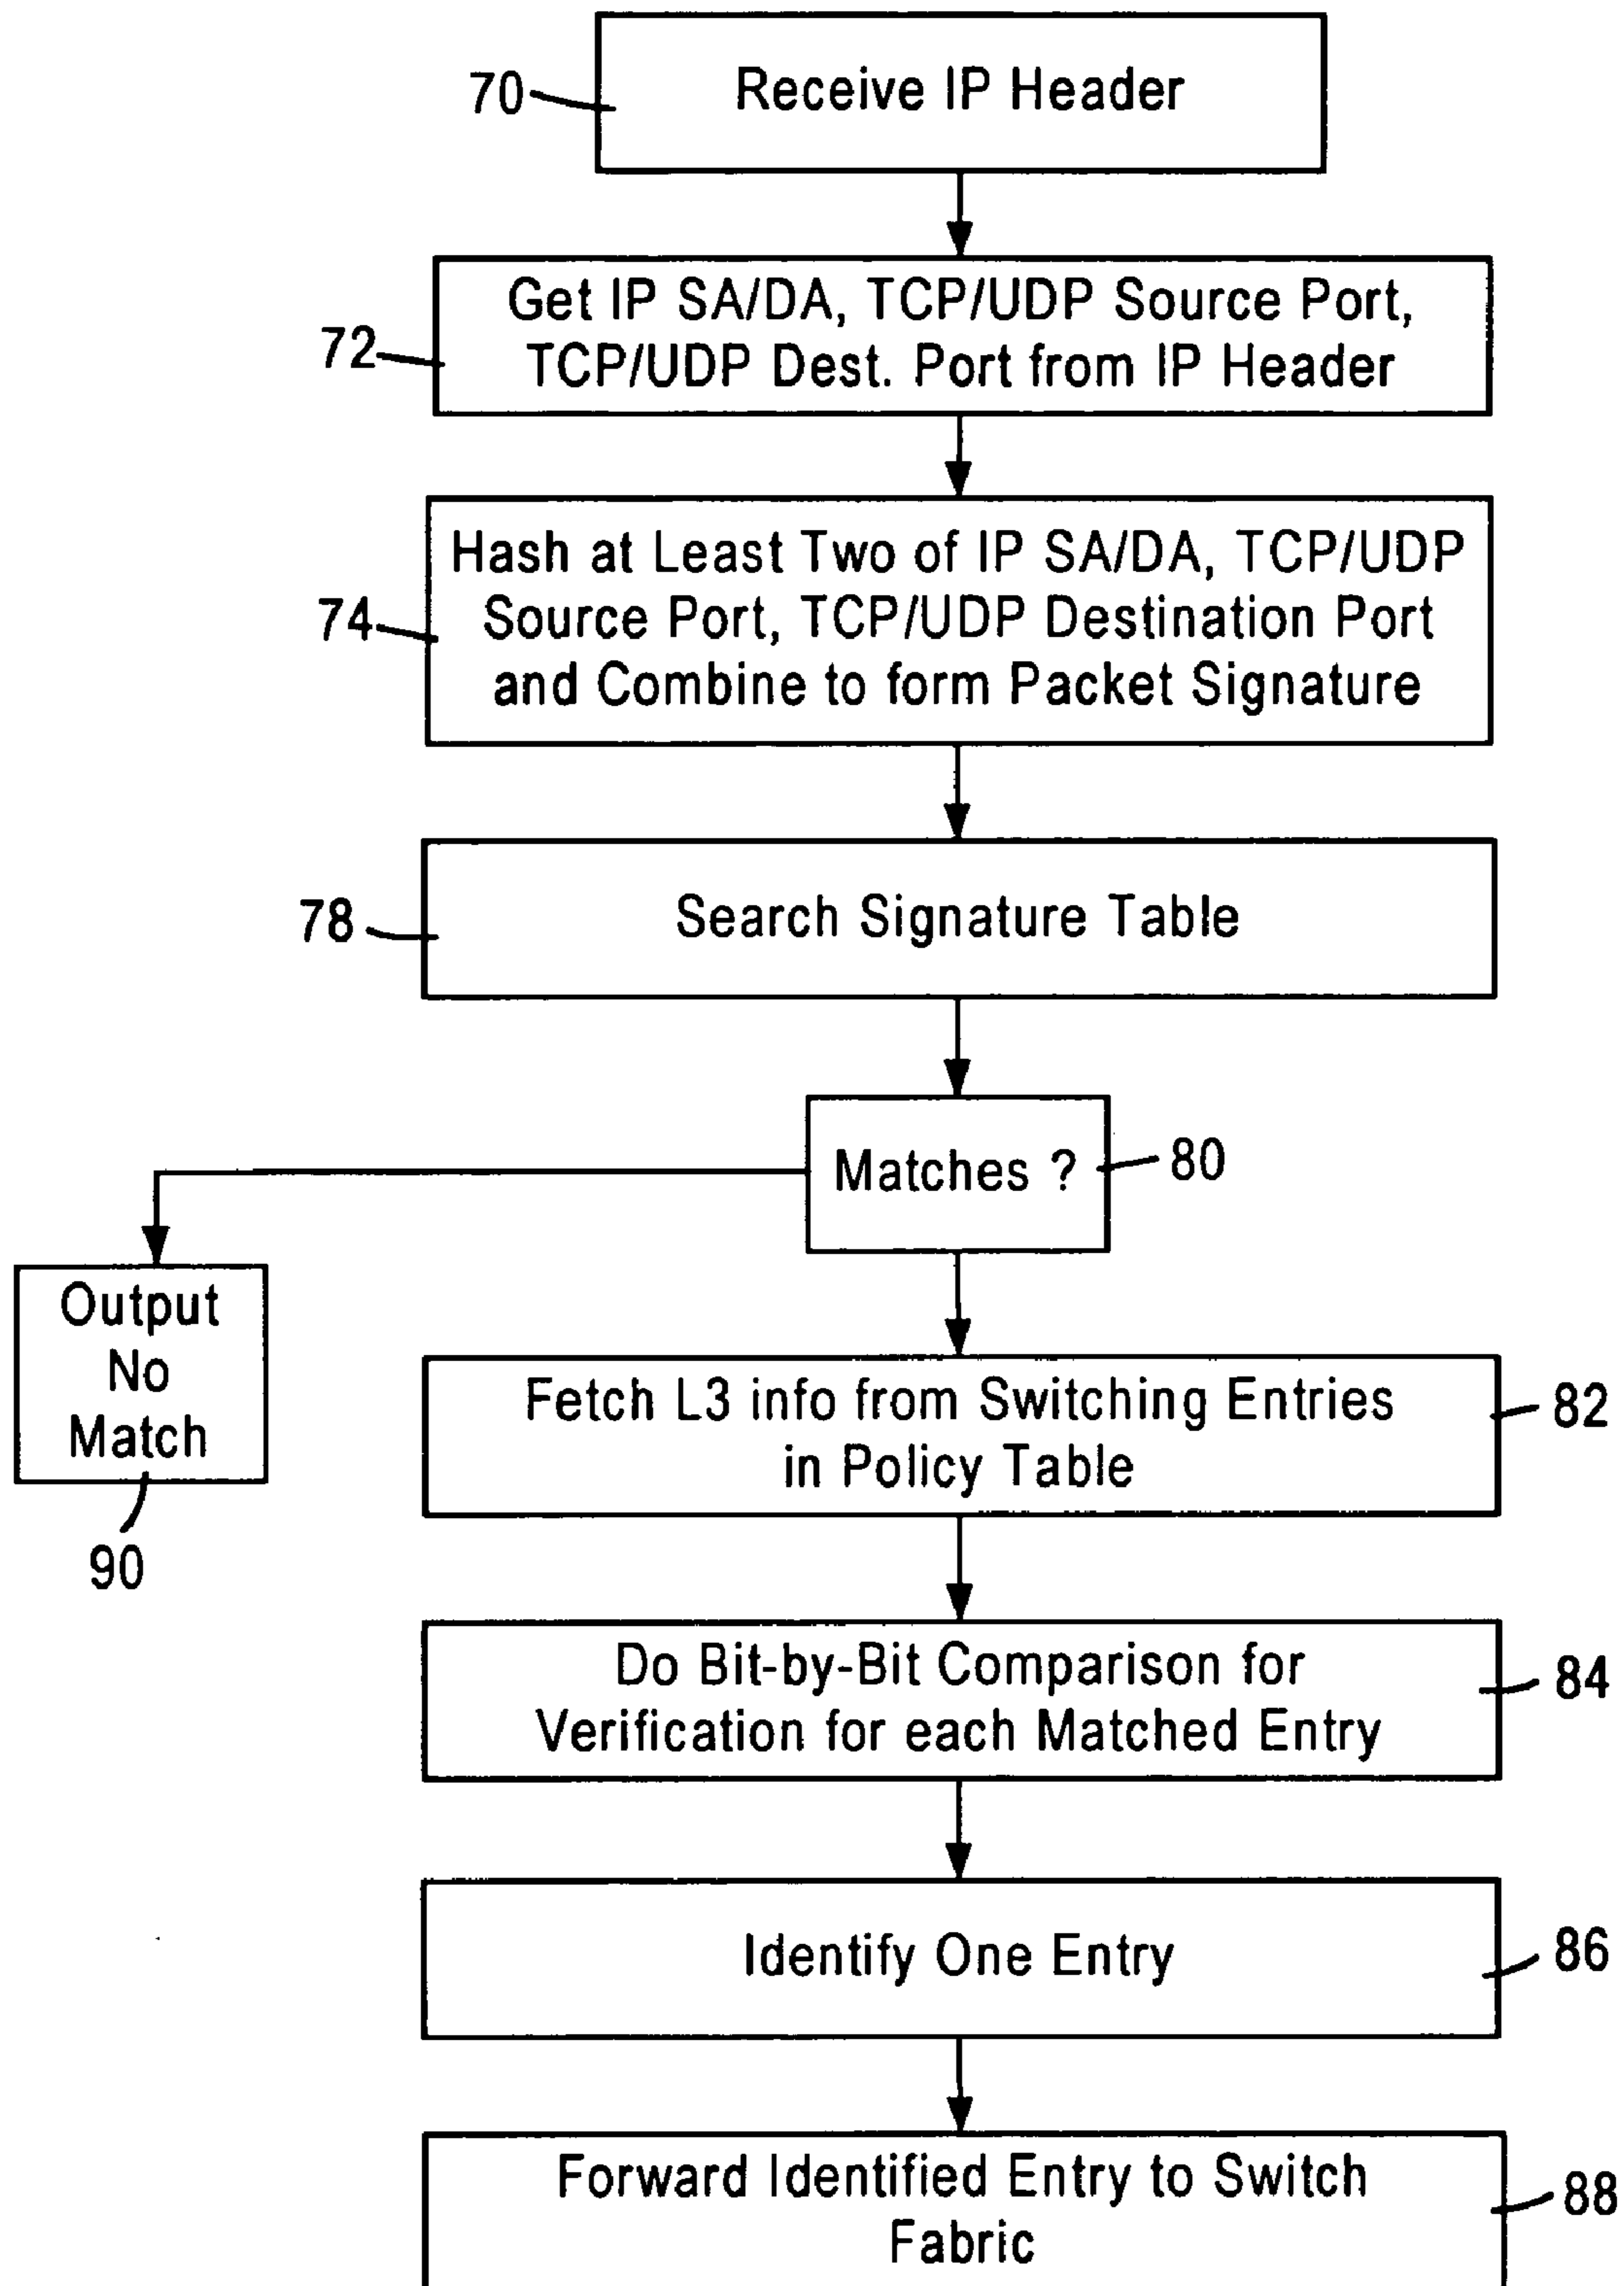 70
Receive IP Header
72
Get IP SA/DA, TCP/UDP Source Port,
TCP/UDP Dest. Port from IP Header
74
Hash at Least Two of IP SA/DA, TCP/UDP
Source Port, TCP/UDP Destination Port
and Combine to form Packet Signature
78
Search Signature Table
Matches ?
80
Output
No
Match
90
Fetch L3 info from Switching Entries
in Policy Table
82
Do Bit-by-Bit Comparison for
Verification for each Matched Entry
84
Identify One Entry
86
Forward Identified Entry to Switch
Fabric
88